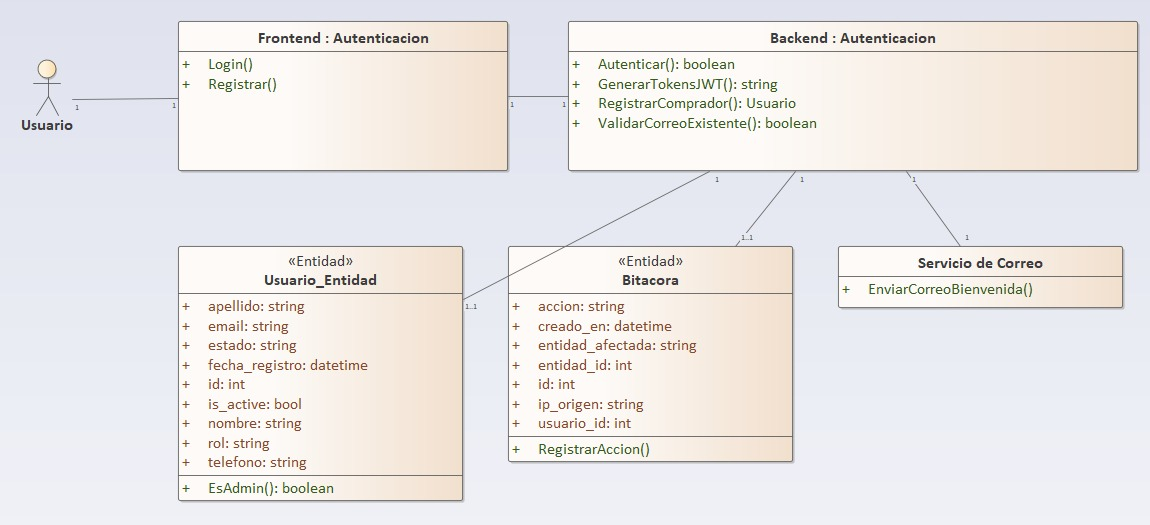 Usuario
1
1
Frontend : Autenticacion
+ Login()
+ Registrar()
1
1
Backend : Autenticacion
+ Autenticar(): boolean
+ GenerarTokensJWT(): string
+ RegistrarComprador(): Usuario
+ ValidarCorreoExistente(): boolean
1
1
1
1..1
1..1
1
«Entidad»
Usuario_Entidad
+ apellido: string
+ email: string
+ estado: string
+ fecha_registro: datetime
+ id: int
+ is_active: bool
+ nombre: string
+ rol: string
+ telefono: string
+ EsAdmin(): boolean
«Entidad»
Bitacora
+ accion: string
+ creado_en: datetime
+ entidad_afectada: string
+ entidad_id: int
+ id: int
+ ip_origen: string
+ usuario_id: int
+ RegistrarAccion()
Servicio de Correo
+ EnviarCorreoBienvenida()